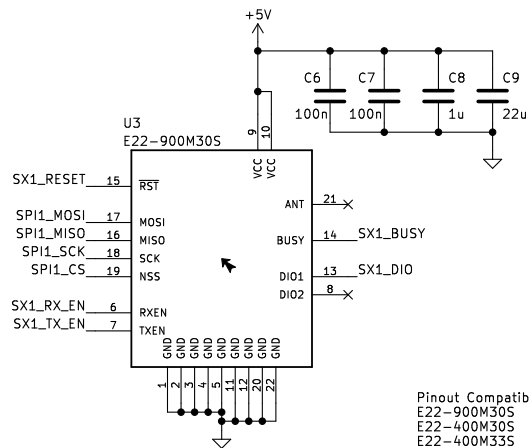 +5V
C6
C7
C8
C9
100n
100n
1u
22u
U3
E22-900M30S
9
10
VCC
VCC
SX1_RESET
15
RST
ANT
21
SPI1_MOSI
17
MOSI
SPI1_MISO
16
MISO
BUSY
14
SX1_BUSY
SPI1_SCK
18
SCK
SPI1_CS
19
NSS
DIO1
13
SX1_DIO
DIO2
8
SX1_RX_EN
6
RXEN
SX1_TX_EN
7
TXEN
GND
GND
GND
GND
GND
GND
GND
GND
GND
1
2
3
4
5
11
12
20
22
Pinout Compatib
E22-900M30S
E22-400M30S
E22-400M33S